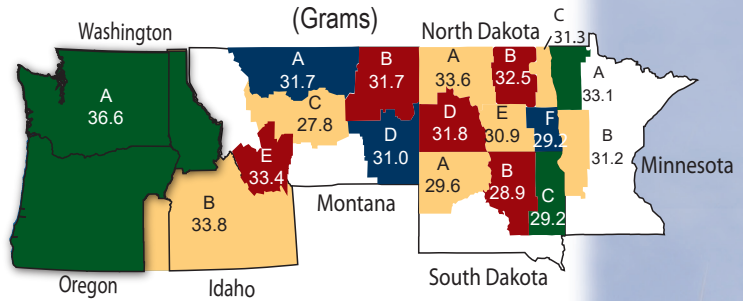 (Grams)
Washington
North Dakota
C
31.3
A
36.6
A
31.7
B
31.7
C
27.8
D
31.0
E
33.4
B
33.8
A
33.6
B
32.5
D
31.8
E
30.9
F
29.2
A
29.6
B
28.9
C
29.2
A
33.1
B
31.2
Minnesota
Montana
South Dakota
Oregon
Idaho